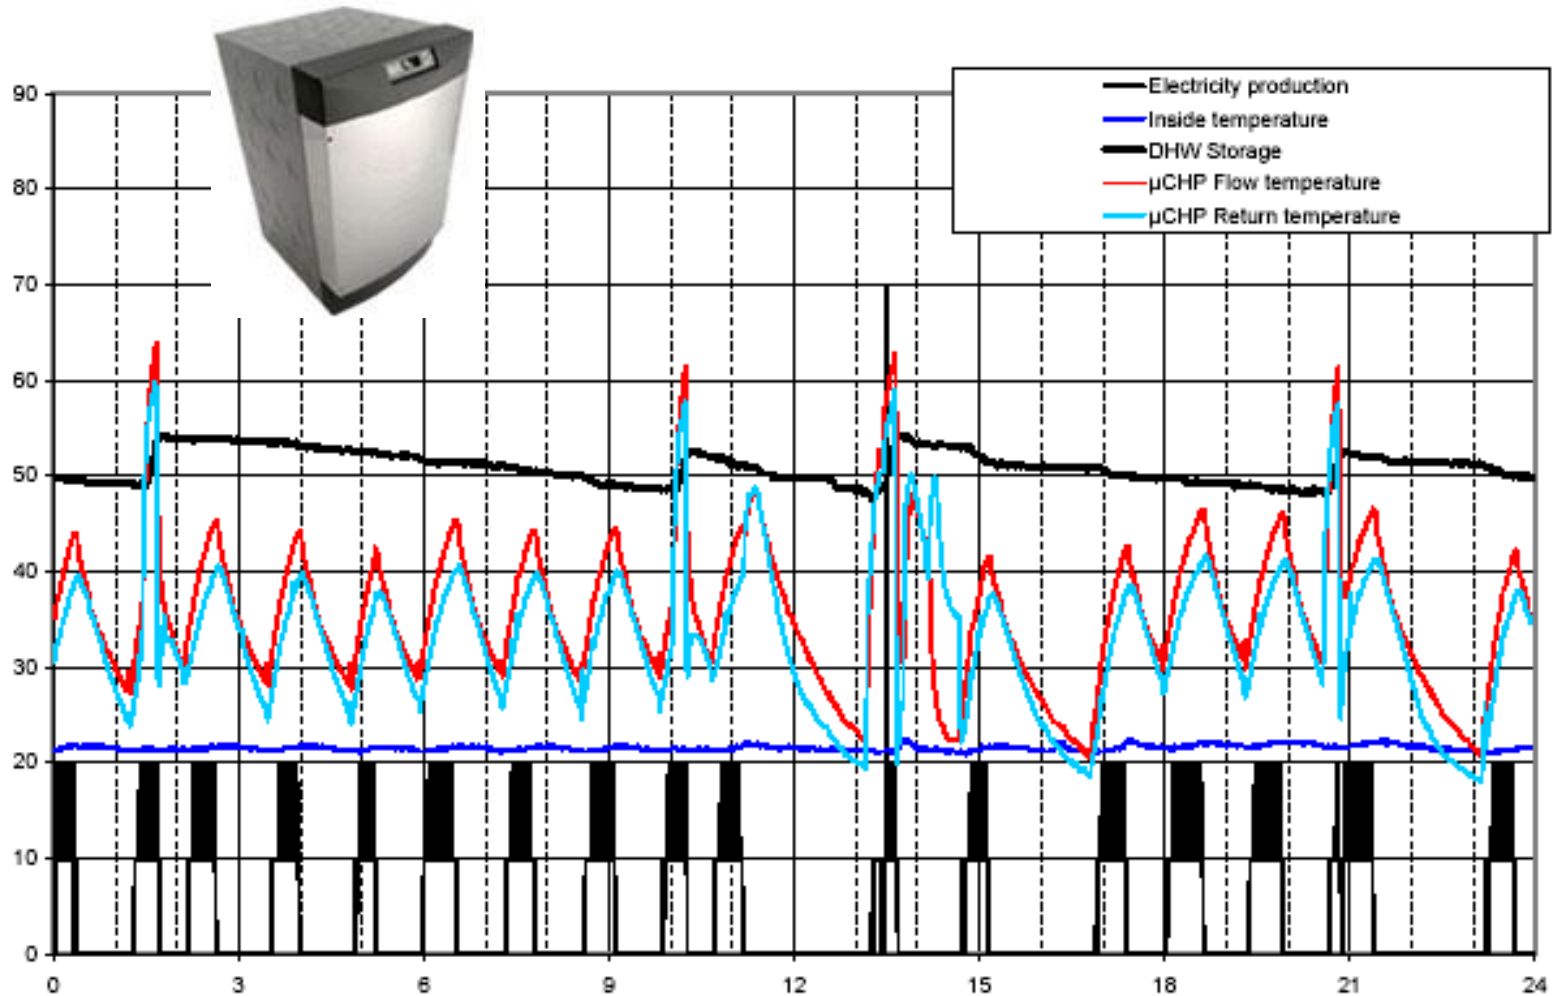 Electricity production
Inside temperature
DHW Storage
µCHP Flow temperature
µCHP Return temperature
90
80
70
60
50
40
30
20
10
0
0 3 6 9 12 15 18 21 24